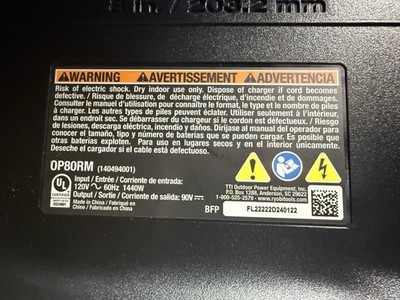 8 in. / 203.2 mm
WARNING AVERTISSEMENT ADVERTENCIA
Risk of electric shock. Dry indoor use only. Dispose of charger if cord becomes
defective. / Risque de blessure, de décharge électrique, d'incendie et de dommages.
Consulter le manuel d'utilisation pour connaître le format, le type et le nombre de piles
à charger. Les autres types de piles peuvent éclater. Utiliser seulement à l'intérieur,
dans un endroit sec. Se débarrasser du chargeur si le cordon est défectueux. / Riesgo
de lesiones, descarga eléctrica, incendio y daños. Diríjase al manual del operador para
conocer el tamaño, tipo y número de baterías que se pueden cargar. Es posible que otras
baterías exploten. Para uso en lugares secos y en el interior únicamente.
Deseche el cargador si el cable está defectuoso.
OP80RM (140494001)
Input / Entrée / Corriente de entrada:
120V 60Hz 1440W
Output / Sortie / Corriente de salida: 90V
Made in China
Fabriqué en Chine
Fabricado en China
BFP
TTI Outdoor Power Equipment, Inc.
P.O. Box 1288, Anderson, SC 29622
1-800-525-2579 · www.ryobitools.com
FL22222D240122
UL